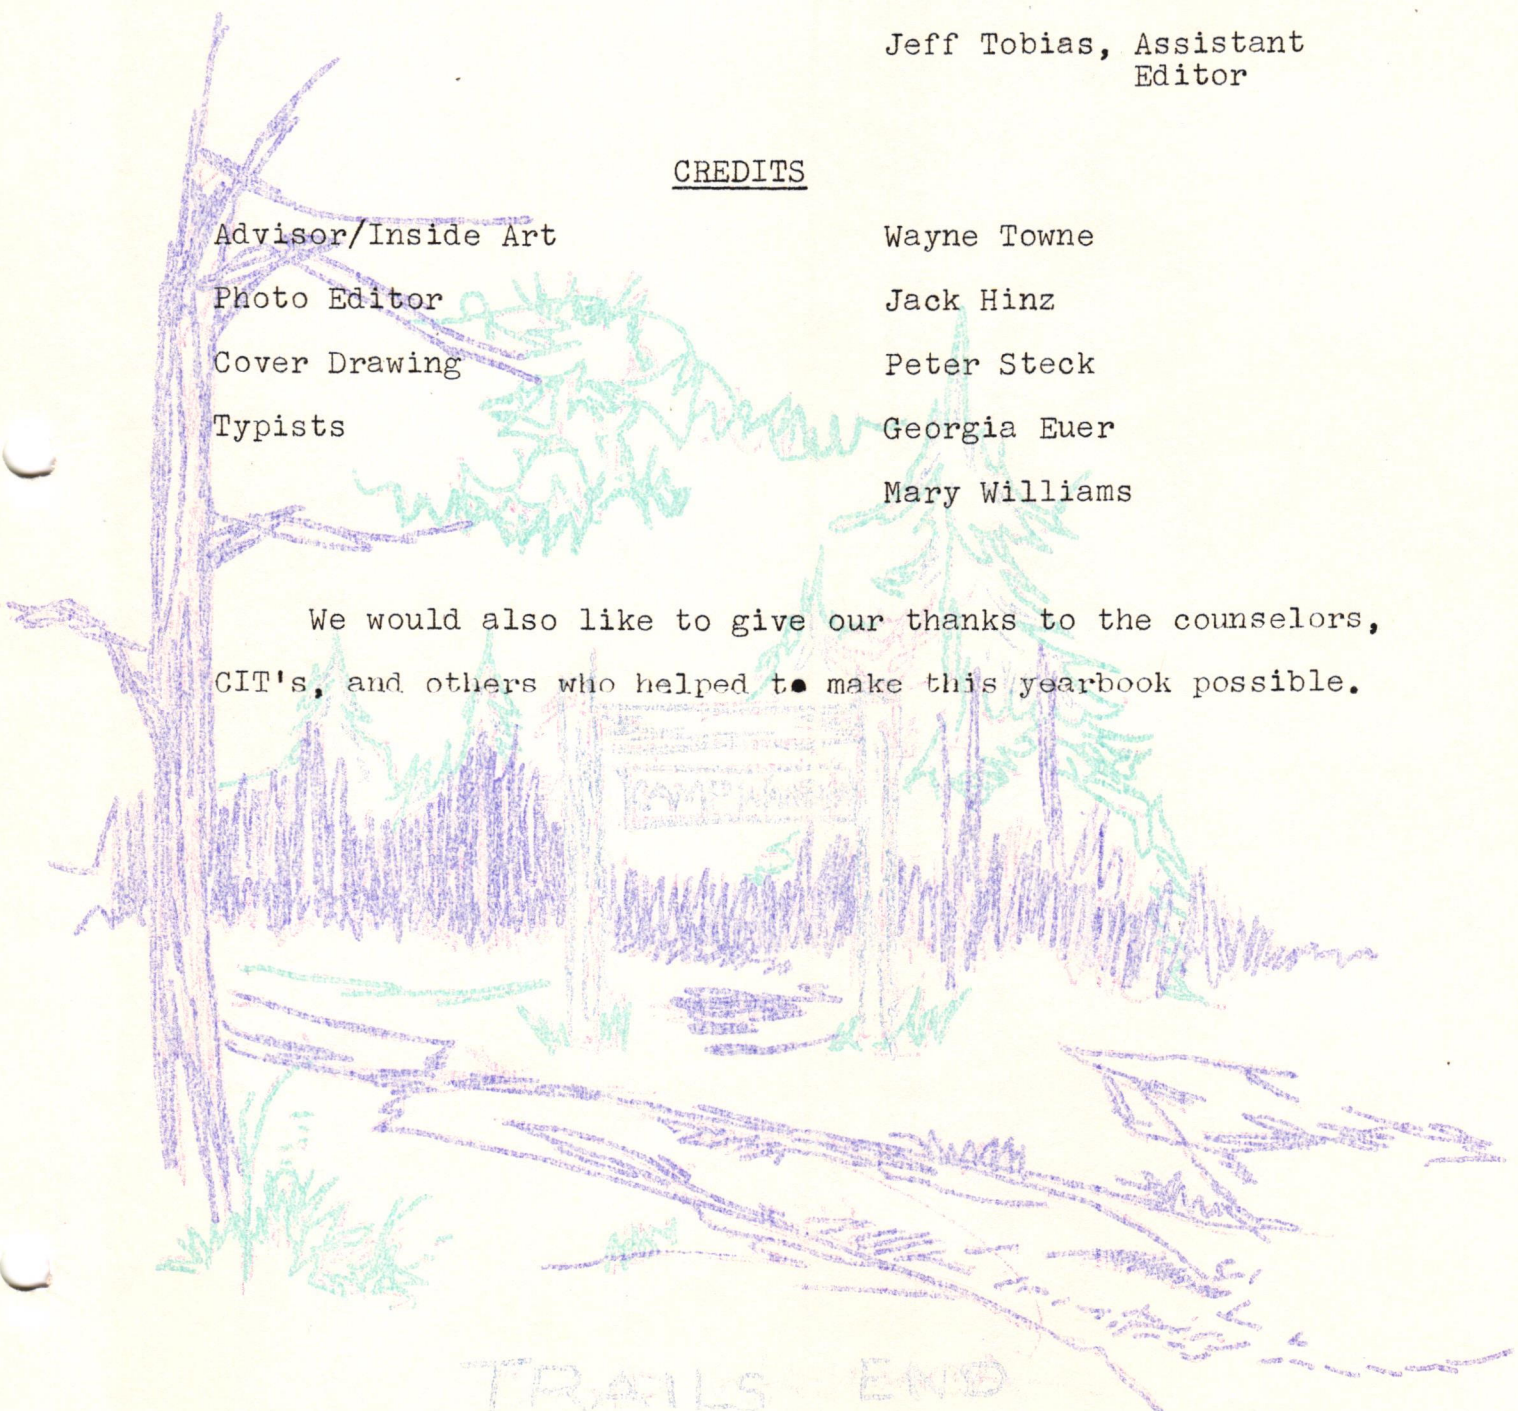 Jeff Tobias, Assistant
Editor
CREDITS
Advisor/Inside Art Wayne Towne
Photo Editor Jack Hinz
Cover Drawing Peter Steck
Typists Georgia Euer
Mary Williams
We would also like to give our thanks to the counselors,
CIT's, and others who helped to make this yearbook possible.
CAMP
TRAILS END